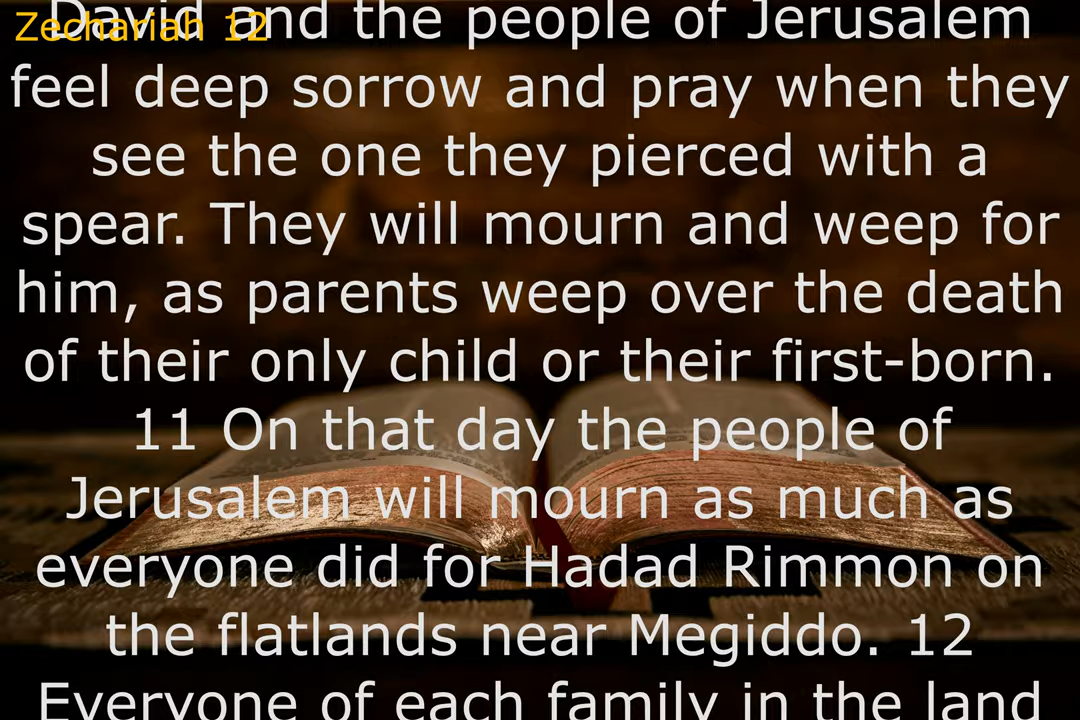 Zechariah 12
David and the people of Jerusalem
feel deep sorrow and pray when they
see the one they pierced with a
spear. They will mourn and weep for
him, as parents weep over the death
of their only child or their first-born.
11 On that day the people of
Jerusalem will mourn as much as
everyone did for Hadad Rimmon on
the flatlands near Megiddo. 12
Everyone of each family in the land